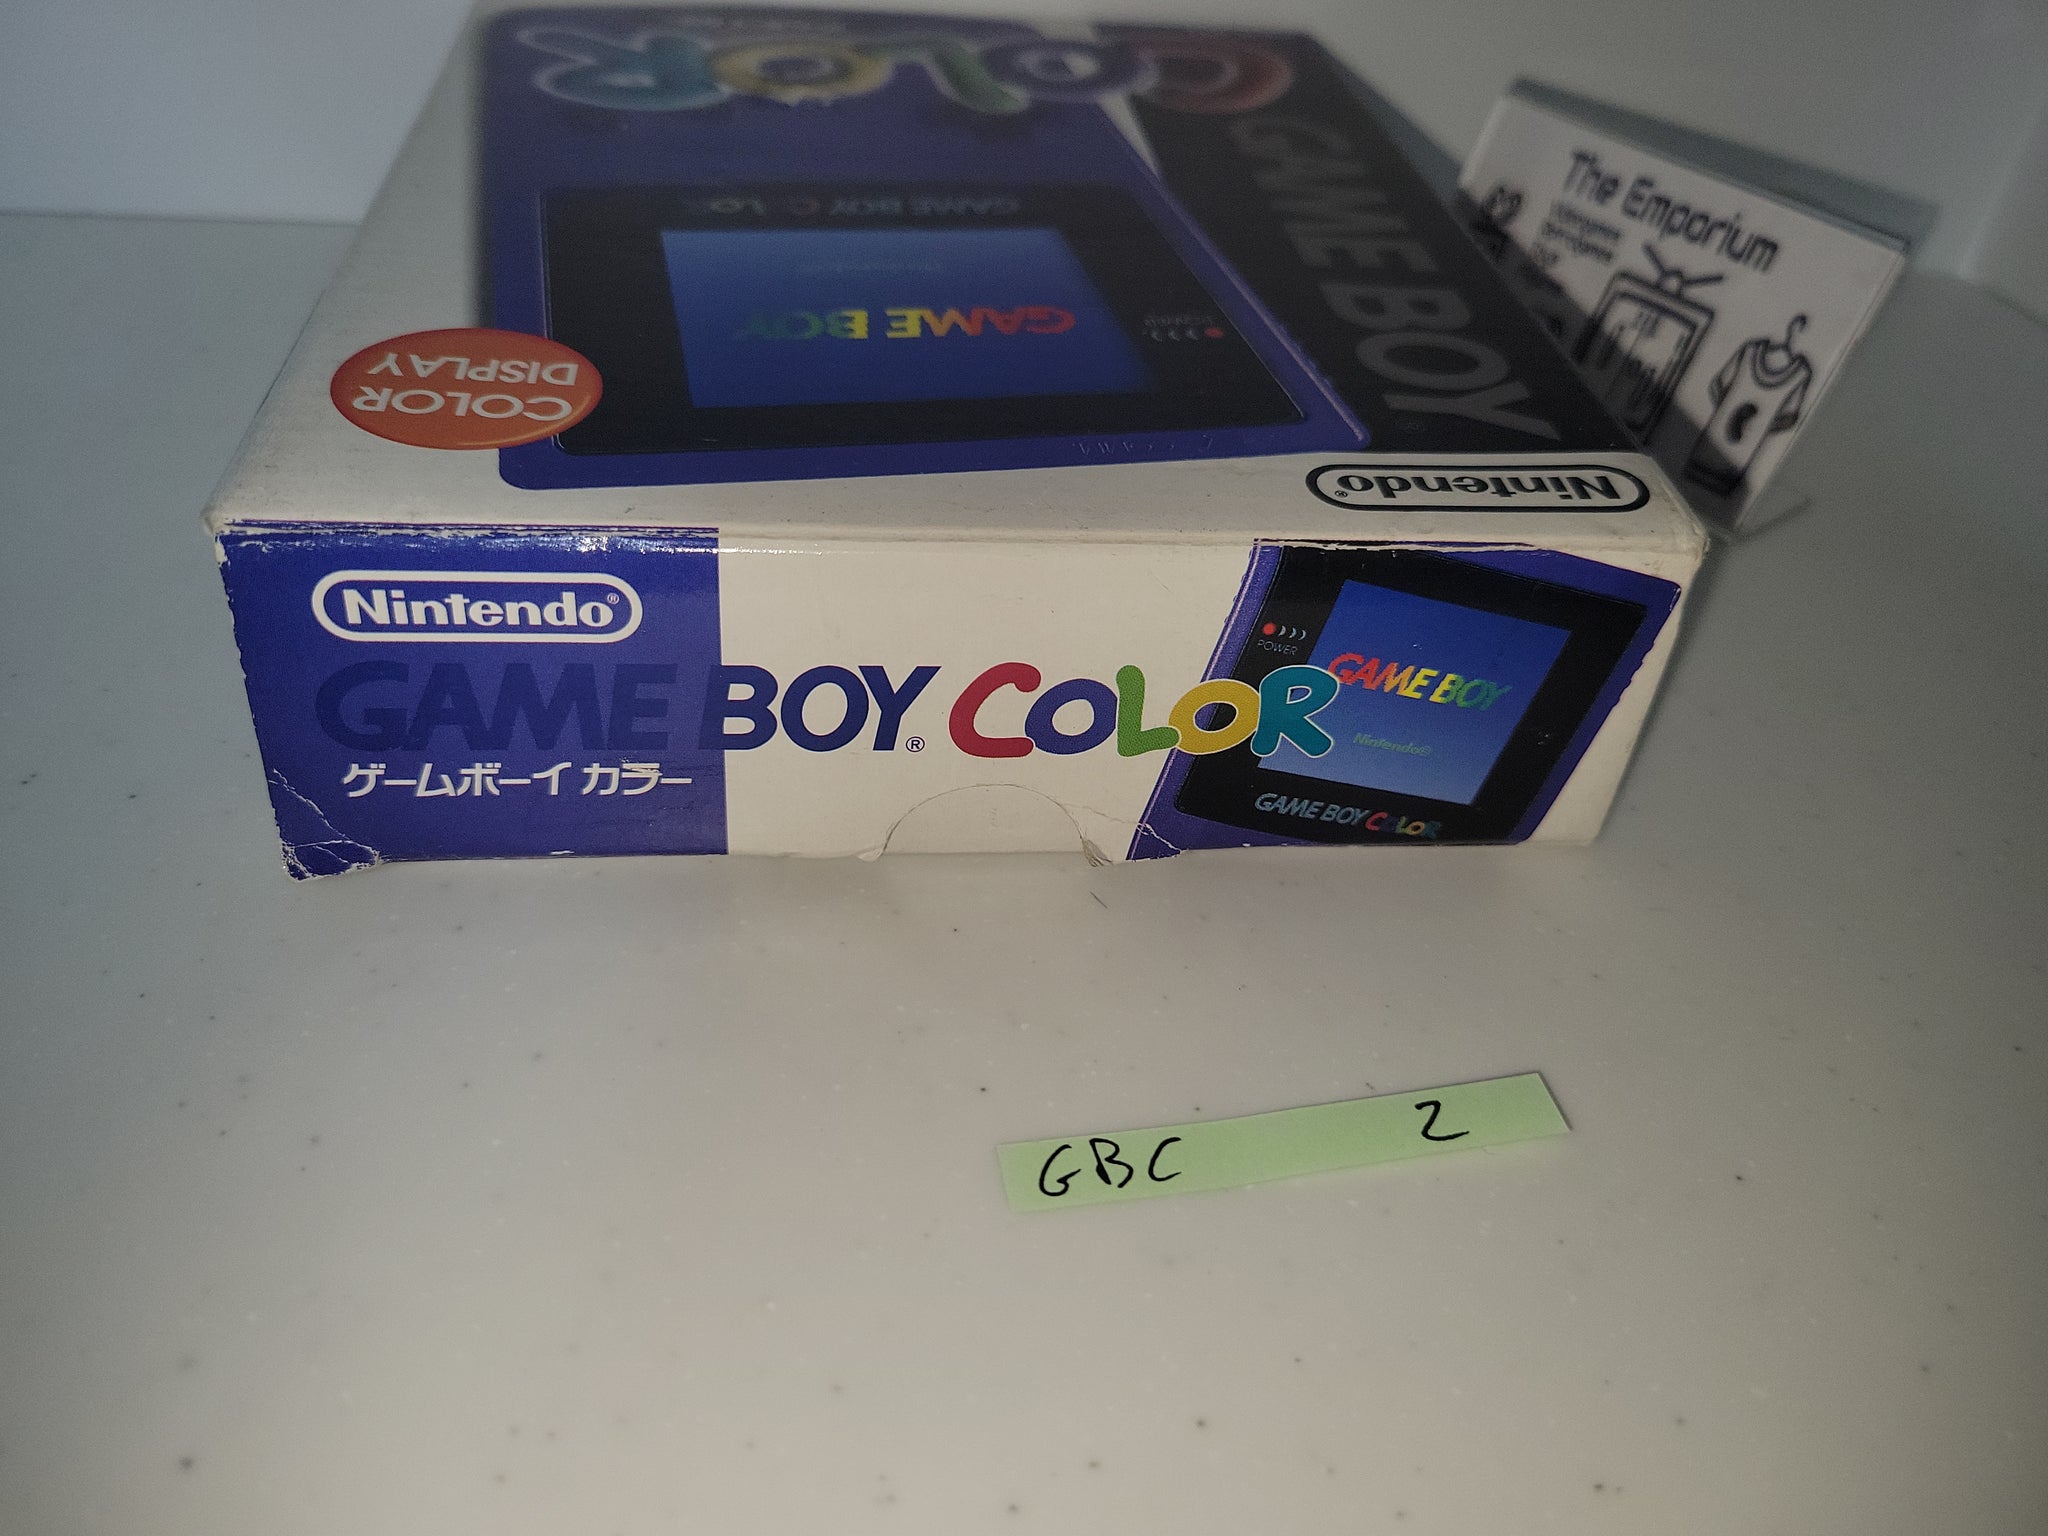 COLOR
GAME BOY
GAME BOY COLOR
GAME BOY
COLOR
DISPLAY
Nintendo®
The Emporium
Nintendo®
GAME BOY® COLOR
ゲームボーイ カラー
POWER
GAME BOY
Nintendo®
GAME BOY COLOR
GBC 2